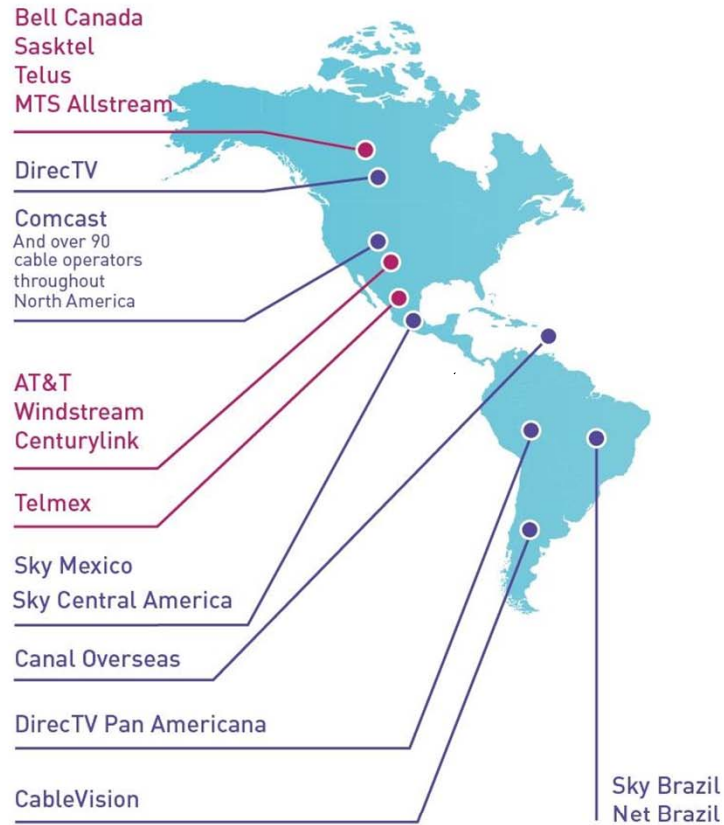 Bell Canada
Sasktel
Telus
MTS Allstream
DirecTV
Comcast
And over 90
cable operators
throughout
North America
AT&T
Windstream
Centurylink
Telmex
Sky Mexico
Sky Central America
Canal Overseas
DirecTV Pan Americana
CableVision
Sky Brazil
Net Brazil